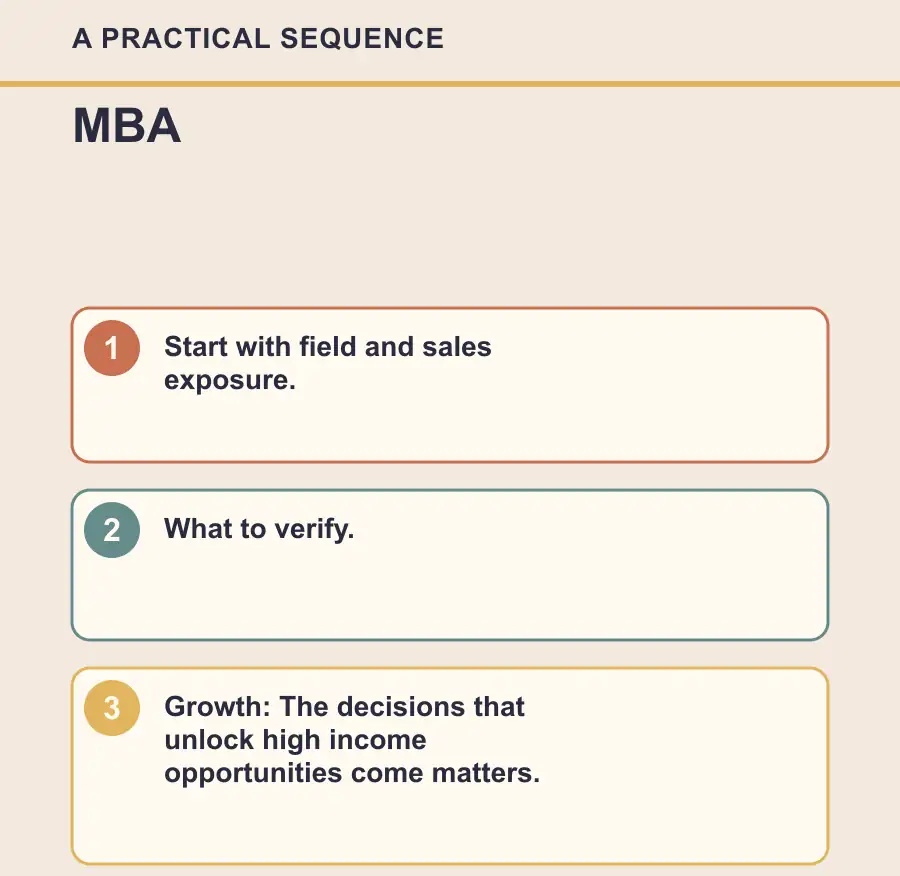 A PRACTICAL SEQUENCE
MBA
1
Start with field and sales
exposure.
2
What to verify.
3
Growth: The decisions that
unlock high income
opportunities come matters.